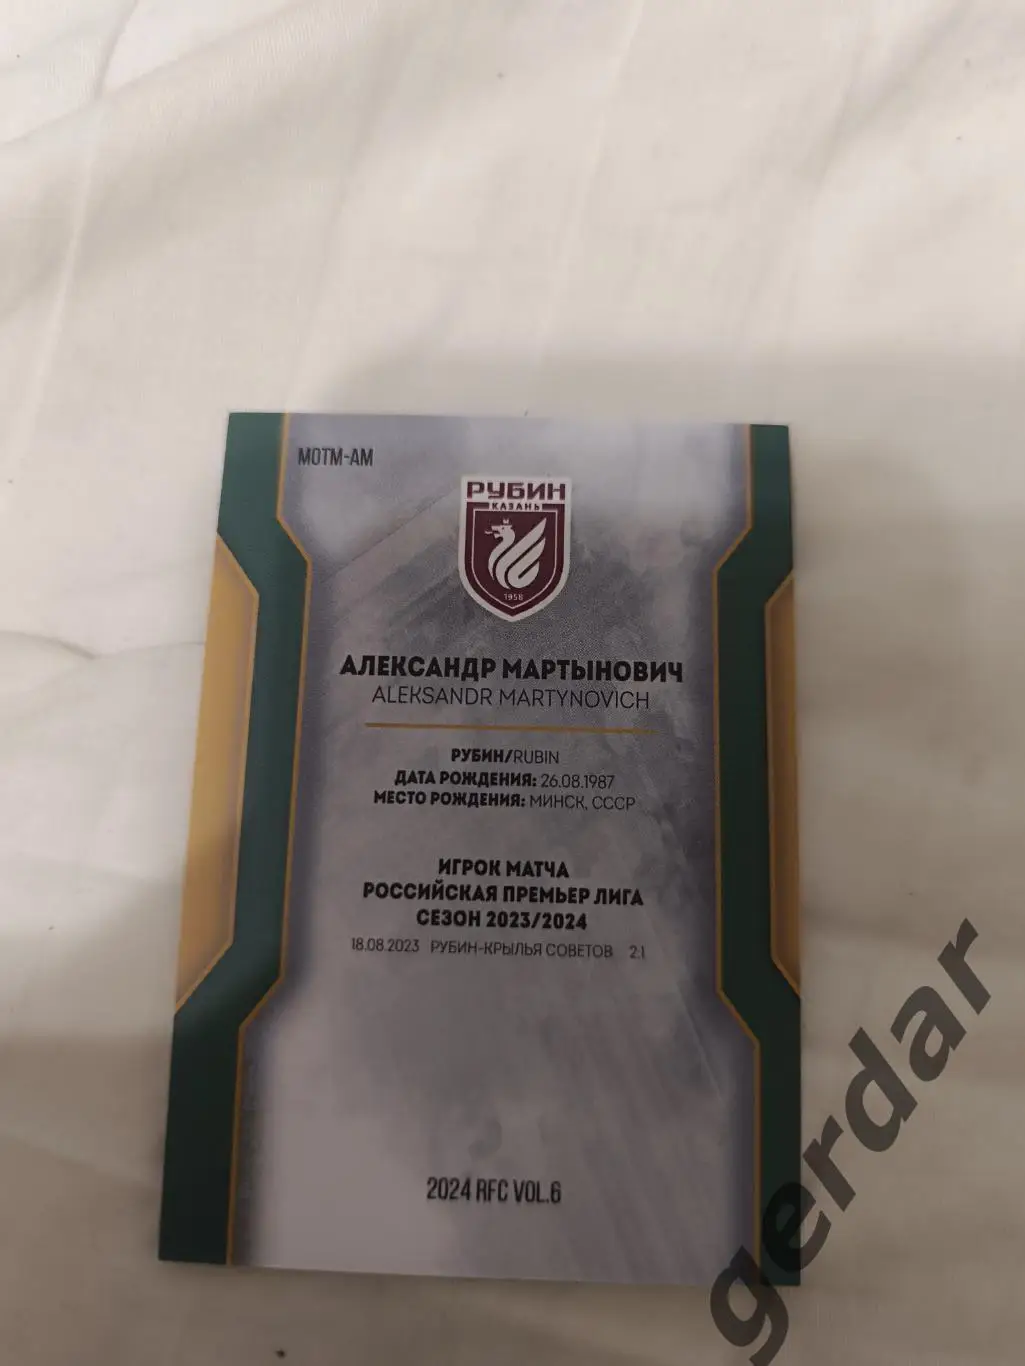 MOTM-AM
РУБИН
КАЗАНЬ
1958
АЛЕКСАНДР МАРТЫНОВИЧ
ALEKSANDR MARTYNOVICH
РУБИН/RUBIN
ДАТА РОЖДЕНИЯ: 26.08.1987
МЕСТО РОЖДЕНИЯ: МИНСК, СССР
ИГРОК МАТЧА
РОССИЙСКАЯ ПРЕМЬЕР ЛИГА
СЕЗОН 2023/2024
18.08.2023 РУБИН-КРЫЛЬЯ СОВЕТОВ 2:1
2024 RFC VOL.6
gerdar